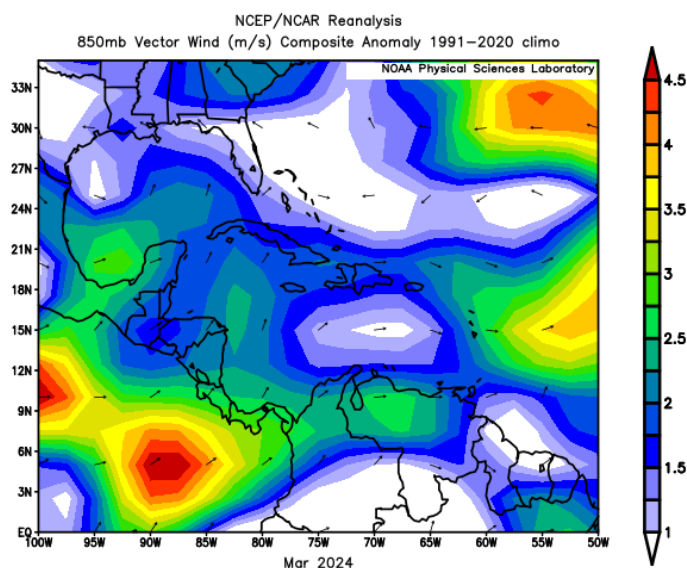 NCEP/NCAR Reanalysis
850mb Vector Wind (m/s) Composite Anomaly 1991–2020 climo
NOAA Physical Sciences Laboratory
33N
30N
27N
24N
21N
18N
15N
12N
9N
6N
3N
EQ
100W 95W 90W 85W 80W 75W 70W 65W 60W 55W 50W
Mar 2024
4.5
4
3.5
3
2.5
2
1.5
1